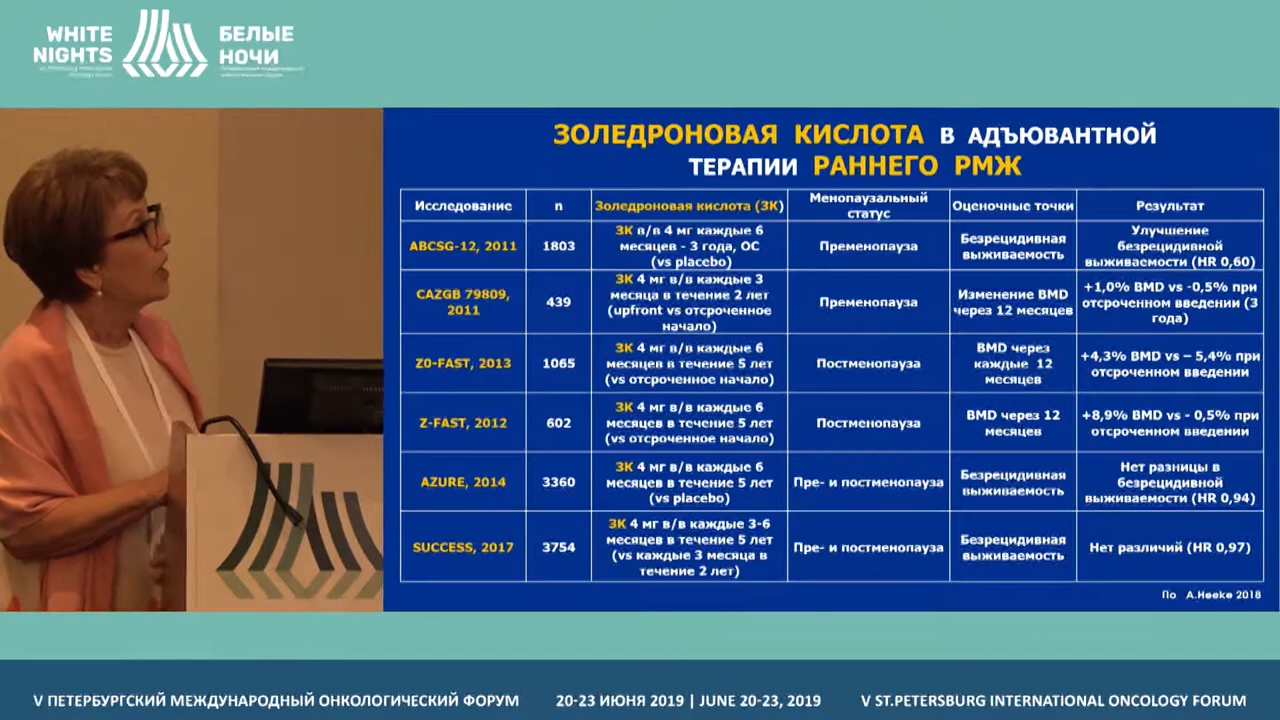 WHITE
NIGHTS
БЕЛЫЕ
НОЧИ
ЗОЛЕДРОНОВАЯ КИСЛОТА В АДЪЮВАНТНОЙ
ТЕРАПИИ РАННЕГО РМЖ
Исследование
n
Золедроновая кислота (ЗК)
Менопаузальный
статус
Оценочные точки
Результат
ABCSG-12, 2011
1803
ЗК в/в 4 мг каждые 6
месяцев - 3 года, ОС
(vs placebo)
Пременопауза
Безрецидивная
выживаемость
Улучшение
безрецидивной
выживаемости (HR 0,60)
CAZGB 79809,
2011
439
ЗК 4 мг в/в каждые 3
месяца в течение 2 лет
(upfront vs отсроченное
начало)
Пременопауза
Изменение BMD
через 12 месяцев
+1,0% BMD vs -0,5% при
отсроченном введении (3
года)
Z0-FAST, 2013
1065
ЗК 4 мг в/в каждые 6
месяцев в течение 5 лет
(vs отсроченное начало)
Постменопауза
BMD через
каждые 12
месяцев
+4,3% BMD vs – 5,4% при
отсроченном введении
Z-FAST, 2012
602
ЗК 4 мг в/в каждые 6
месяцев в течение 5 лет
(vs отсроченное начало)
Постменопауза
BMD через 12
месяцев
+8,9% BMD vs - 0,5% при
отсроченном введении
AZURE, 2014
3360
ЗК 4 мг в/в каждые 6
месяцев в течение 5 лет
(vs placebo)
Пре- и постменопауза
Безрецидивная
выживаемость
Нет разницы в
безрецидивной
выживаемости (HR 0,94)
SUCCESS, 2017
3754
ЗК 4 мг в/в каждые 3-6
месяцев в течение 5 лет
(vs каждые 3 месяца в
течение 2 лет)
Пре- и постменопауза
Безрецидивная
выживаемость
Нет различий (HR 0,97)
По A.Heeke 2018
V ПЕТЕРБУРГСКИЙ МЕЖДУНАРОДНЫЙ ОНКОЛОГИЧЕСКИЙ ФОРУМ
20-23 ИЮНЯ 2019 | JUNE 20-23, 2019
V ST.PETERSBURG INTERNATIONAL ONCOLOGY FORUM